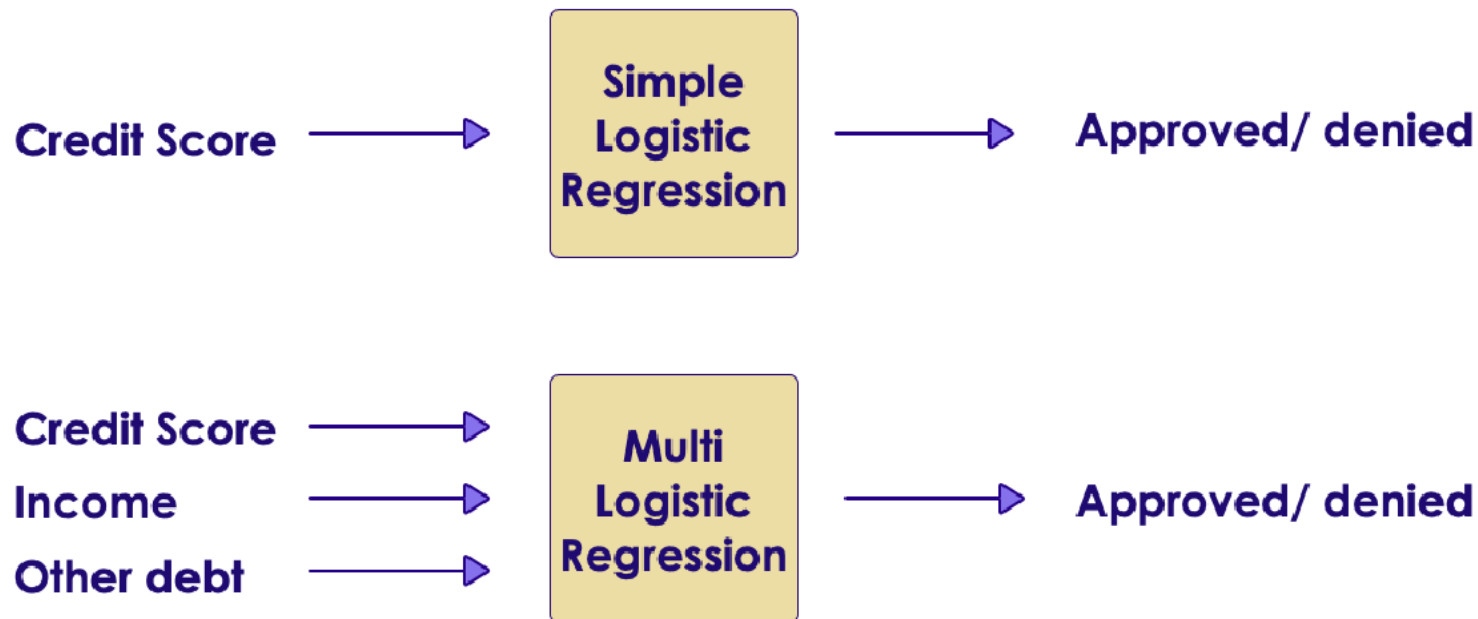 Credit Score
Simple
Logistic
Regression
Approved/ denied
Credit Score
Income
Other debt
Multi
Logistic
Regression
Approved/ denied